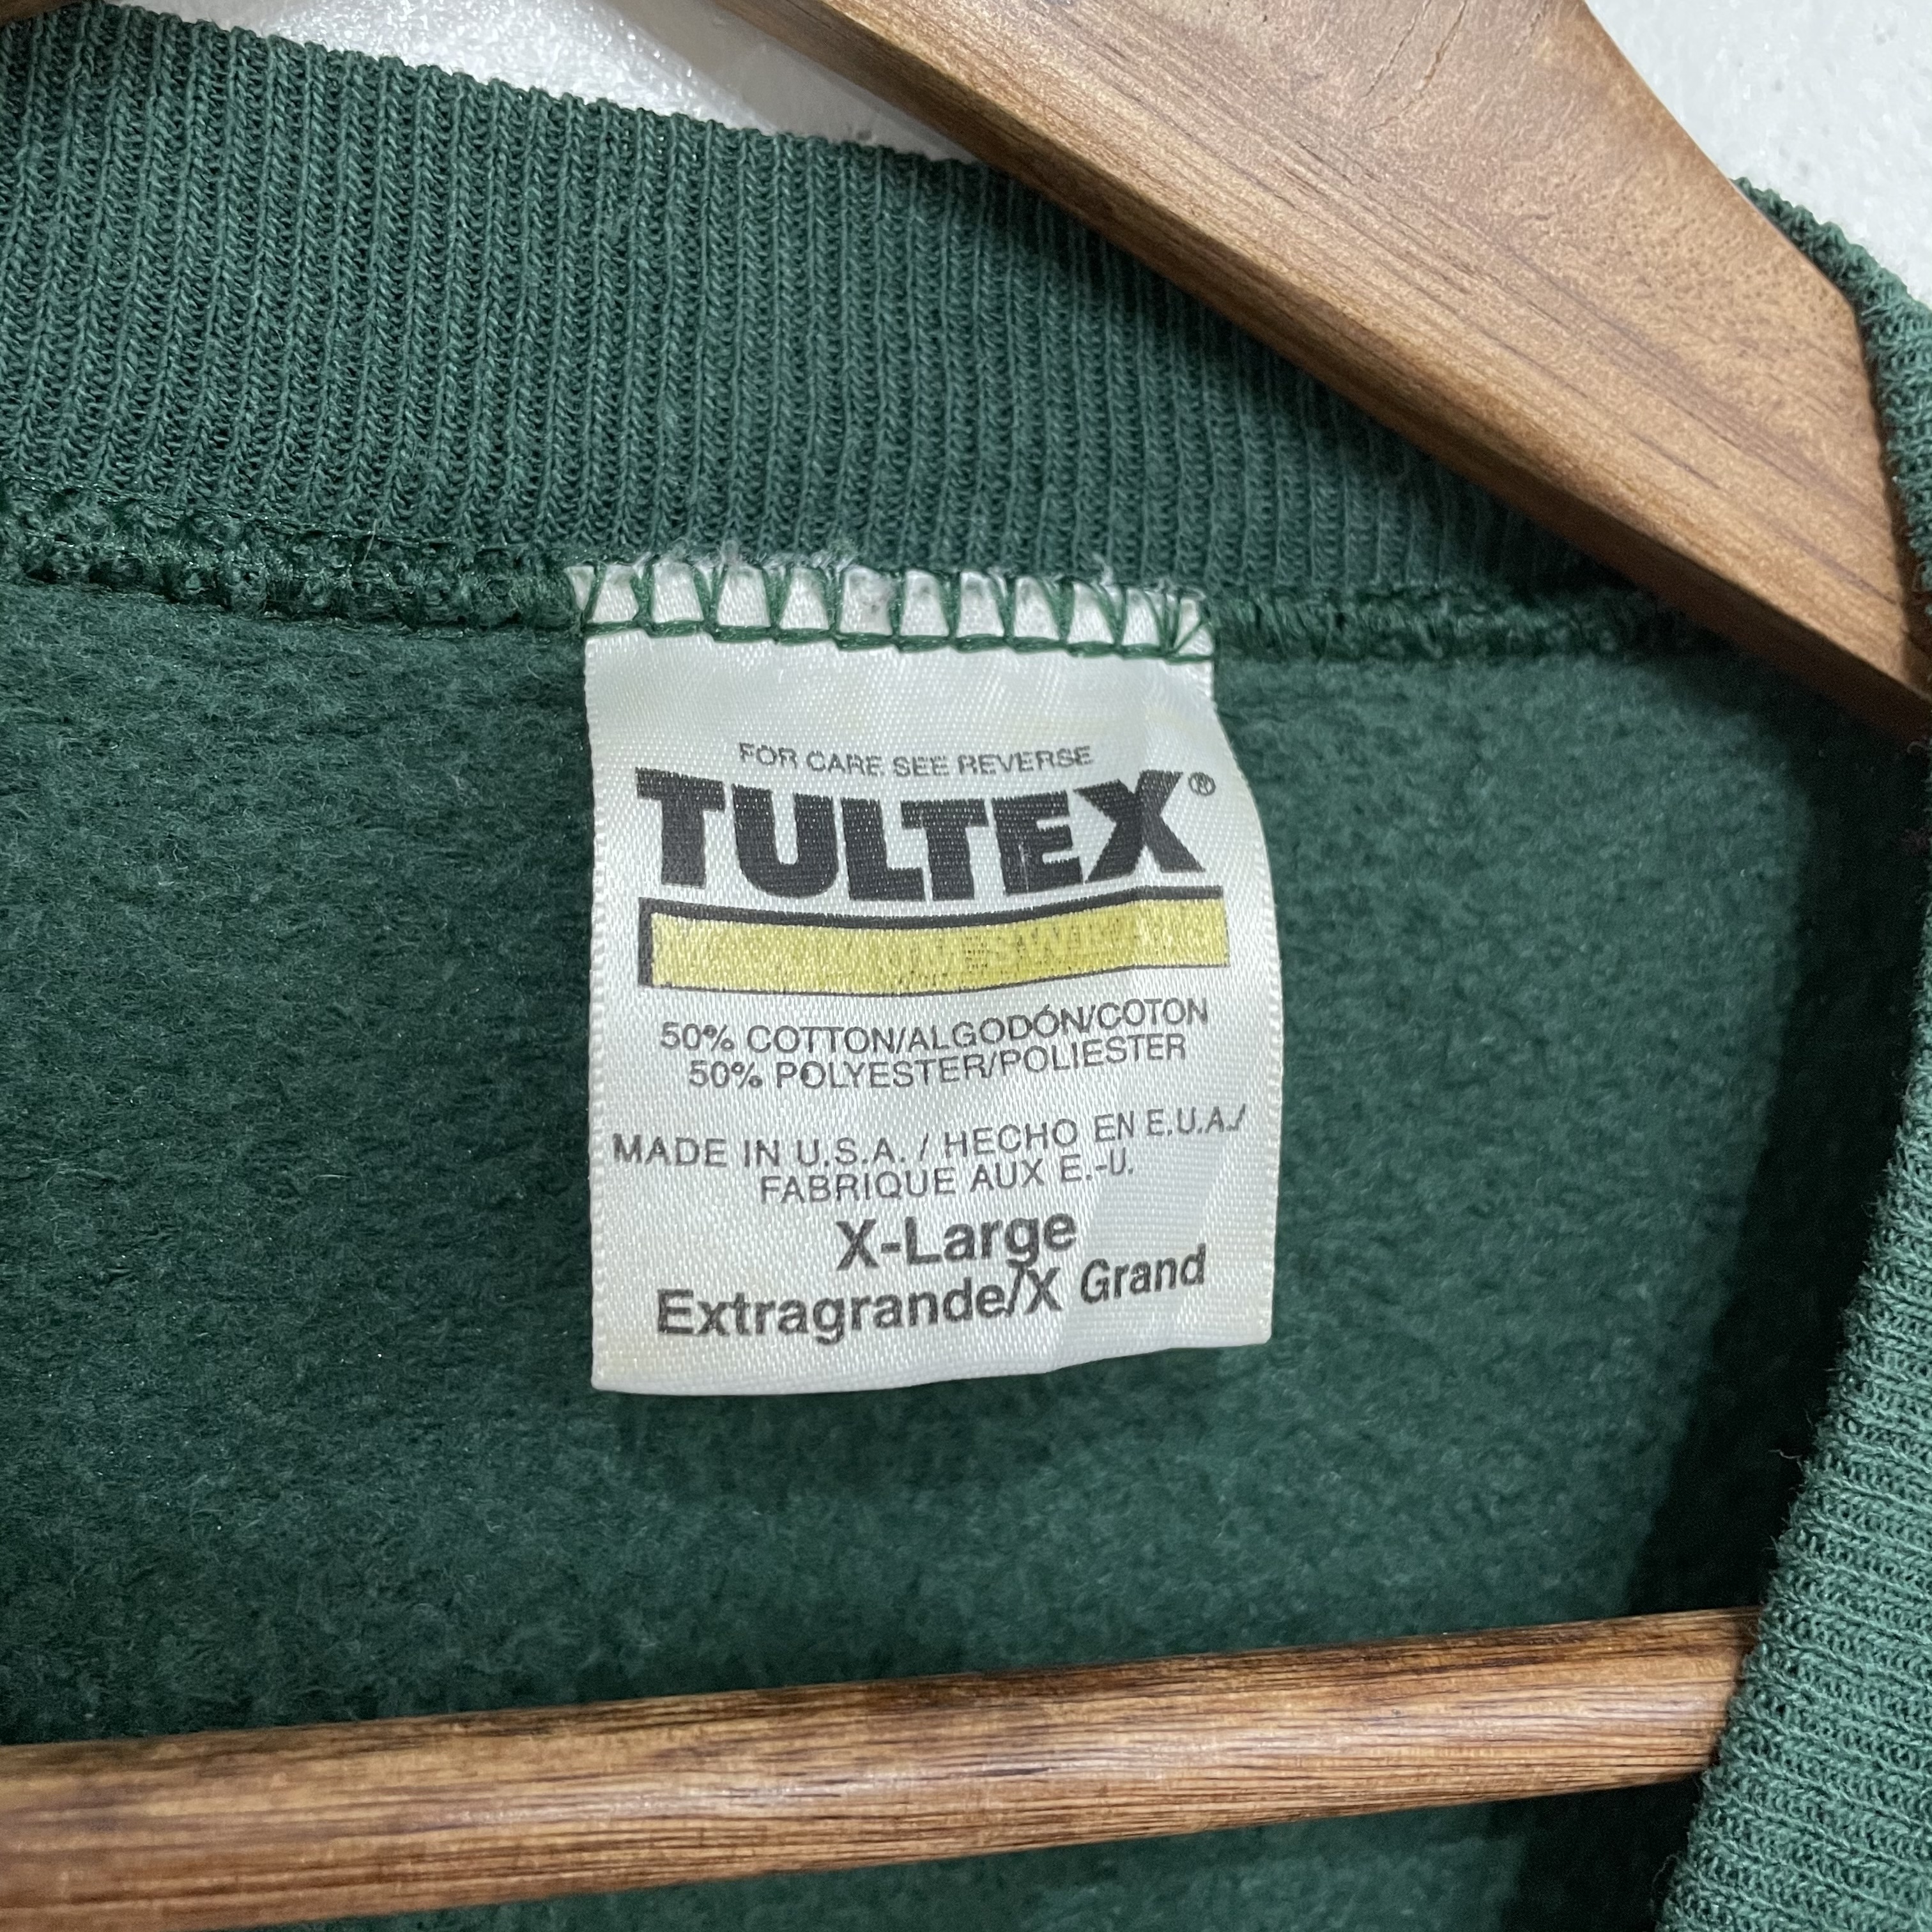 FOR CARE SEE REVERSE
TULTEX®
50% COTTON/ALGODÓN/COTON
50% POLYESTER/POLIESTER
MADE IN U.S.A. / HECHO EN E.U.A./
FABRIQUE AUX E.-U.
X-Large
Extragrande/X Grand